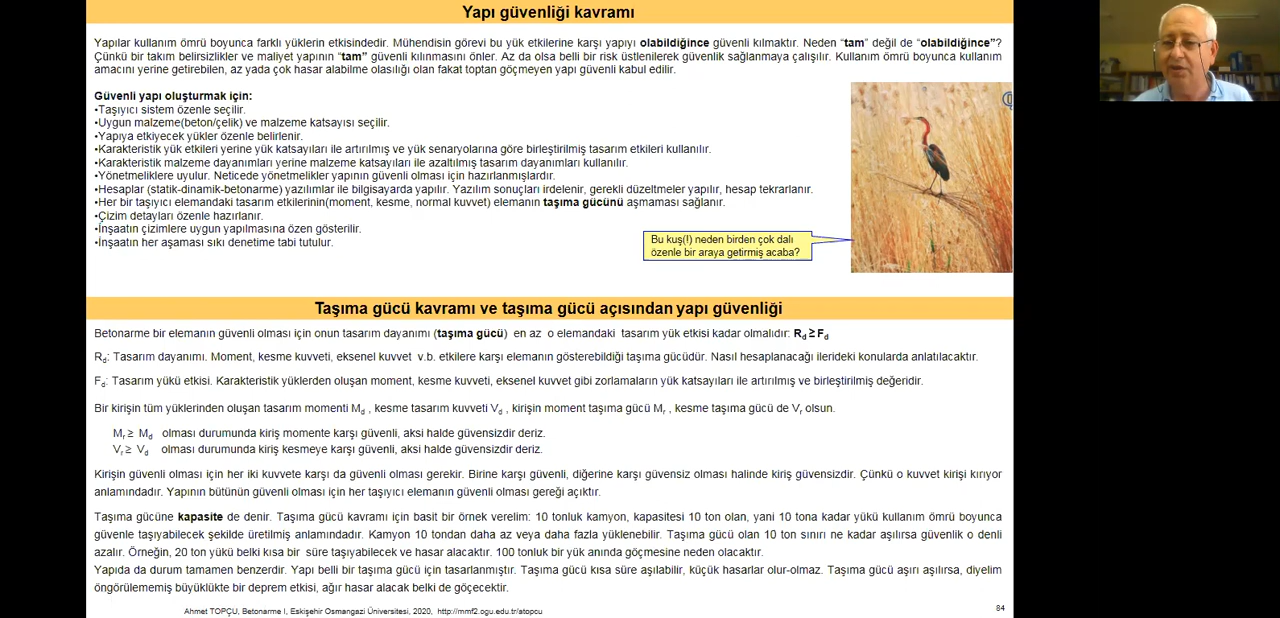 Yapı güvenliği kavramı
Yapılar kullanım ömrü boyunca farklı yüklerin etkisindedir. Mühendisin görevi bu yük etkilerine karşı yapıyı olabildiğince güvenli kılmaktır. Neden “tam” değil de “olabildiğince”?
Çünkü bir takım belirsizlikler ve maliyet yapının “tam” güvenli kılınmasını önler. Az da olsa belli bir risk üstlenilerek güvenlik sağlanmaya çalışılır. Kullanım ömrü boyunca kullanım
amacını yerine getirebilen, az yada çok hasar alabilme olasılığı olan fakat toptan göçmeyen yapı güvenli kabul edilir.
Güvenli yapı oluşturmak için:
•Taşıyıcı sistem özenle seçilir.
•Uygun malzeme(beton/çelik) ve malzeme katsayısı seçilir.
•Yapıya etkiyecek yükler özenle belirlenir.
•Karakteristik yük etkileri yerine yük katsayıları ile artırılmış ve yük senaryolarına göre birleştirilmiş tasarım etkileri kullanılır.
•Karakteristik malzeme dayanımları yerine malzeme katsayıları ile azaltılmış tasarım dayanımları kullanılır.
•Yönetmeliklere uyulur. Neticede yönetmelikler yapının güvenli olması için hazırlanmışlardır.
•Hesaplar (statik-dinamik-betonarme) yazılımlar ile bilgisayarda yapılır. Yazılım sonuçları irdelenir, gerekli düzeltmeler yapılır, hesap tekrarlanır.
•Her bir taşıyıcı elemandaki tasarım etkilerinin(moment, kesme, normal kuvvet) elemanın taşıma gücünü aşmaması sağlanır.
•Çizim detayları özenle hazırlanır.
•İnşaatın çizimlere uygun yapılmasına özen gösterilir.
•İnşaatın her aşaması sıkı denetime tabi tutulur.
Bu kuş(!) neden birden çok dalı
özenle bir araya getirmiş acaba?
Taşıma gücü kavramı ve taşıma gücü açısından yapı güvenliği
Betonarme bir elemanın güvenli olması için onun tasarım dayanımı (taşıma gücü) en az o elemandaki tasarım yük etkisi kadar olmalıdır: Rd ≥ Fd
Rd: Tasarım dayanımı. Moment, kesme kuvveti, eksenel kuvvet v.b. etkilere karşı elemanın gösterebildiği taşıma gücüdür. Nasıl hesaplanacağı ilerideki konularda anlatılacaktır.
Fd: Tasarım yükü etkisi. Karakteristik yüklerden oluşan moment, kesme kuvveti, eksenel kuvvet gibi zorlamaların yük katsayıları ile artırılmış ve birleştirilmiş değeridir.
Bir kirişin tüm yüklerinden oluşan tasarım momenti Md , kesme tasarım kuvveti Vd , kirişin moment taşıma gücü Mr , kesme taşıma gücü de Vr olsun.
Mr ≥ Md olması durumunda kiriş momente karşı güvenli, aksi halde güvensizdir deriz.
Vr ≥ Vd olması durumunda kiriş kesmeye karşı güvenli, aksi halde güvensizdir deriz.
Kirişin güvenli olması için her iki kuvvete karşı da güvenli olması gerekir. Birine karşı güvenli, diğerine karşı güvensiz olması halinde kiriş güvensizdir. Çünkü o kuvvet kirişi kırıyor
anlamındadır. Yapının bütünün güvenli olması için her taşıyıcı elemanın güvenli olması gereği açıktır.
Taşıma gücüne kapasite de denir. Taşıma gücü kavramı için basit bir örnek verelim: 10 tonluk kamyon, kapasitesi 10 ton olan, yani 10 tona kadar yükü kullanım ömrü boyunca
güvenle taşıyabilecek şekilde üretilmiş anlamındadır. Kamyon 10 tondan daha az veya daha fazla yüklenebilir. Taşıma gücü olan 10 ton sınırı ne kadar aşılırsa güvenlik o denli
azalır. Örneğin, 20 ton yükü belki kısa bir süre taşıyabilecek ve hasar alacaktır. 100 tonluk bir yük anında göçmesine neden olacaktır.
Yapıda da durum tamamen benzerdir. Yapı belli bir taşıma gücü için tasarlanmıştır. Taşıma gücü kısa süre aşılabilir, küçük hasarlar olur-olmaz. Taşıma gücü aşırı aşılırsa, diyelim
öngörülememiş büyüklükte bir deprem etkisi, ağır hasar alacak belki de göçecektir.
Ahmet TOPÇU, Betonarme I, Eskişehir Osmangazi Üniversitesi, 2020, http://mmf2.ogu.edu.tr/atopcu
84